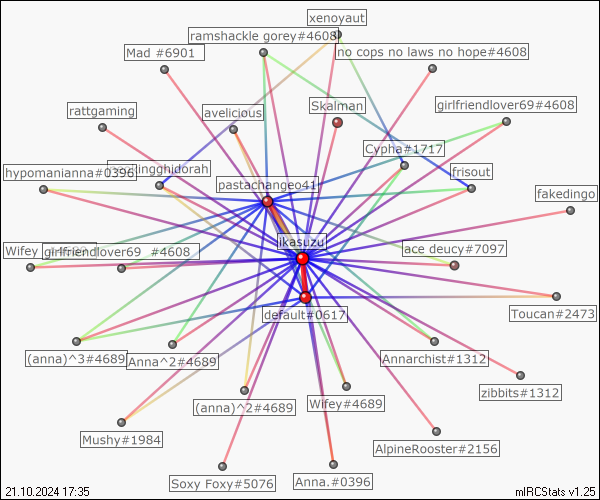 xenoyaut
ramshackle gorey#4608
Mad #6901
no cops no laws no hope#4608
rattgaming
avelicious
Skalman
girlfriendlover69#4608
Cypha#1717
hypomanianna#0396
pastachangeo41
frisout
fakedingo
ikasuzu
Wifey
girlfriendlover69 #4608
ace deucy#7097
default#0617
Toucan#2473
(anna)^3#4689
Anna^2#4689
Annarchist#1312
zibbits#1312
(anna)^2#4689
Wifey#4689
Mushy#1984
AlpineRooster#2156
Soxy Foxy#5076
Anna.#0396
21.10.2024 17:35
mIRCStats v1.25